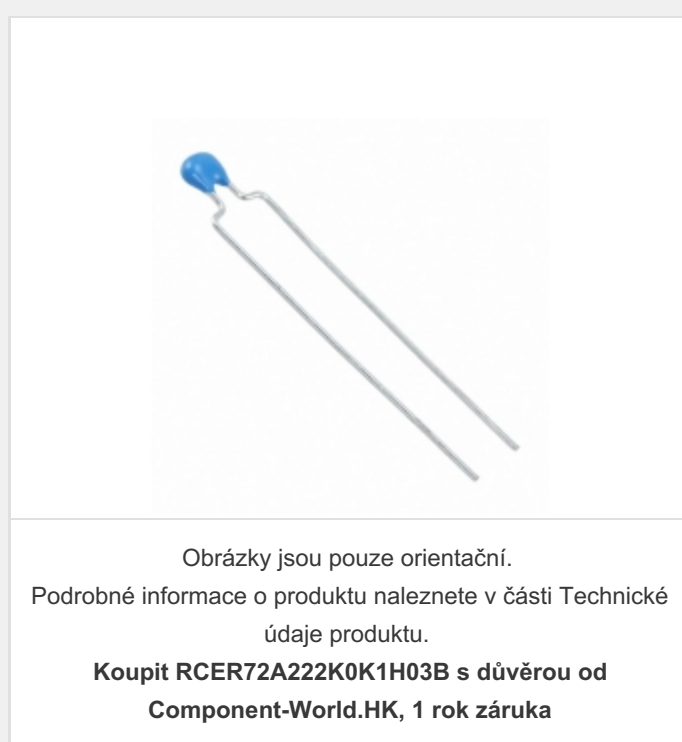 Obrázky jsou pouze orientační.
Podrobné informace o produktu naleznete v části Technické
údaje produktu.
Koupit RCER72A222K0K1H03B s důvěrou od
Component-World.HK, 1 rok záruka